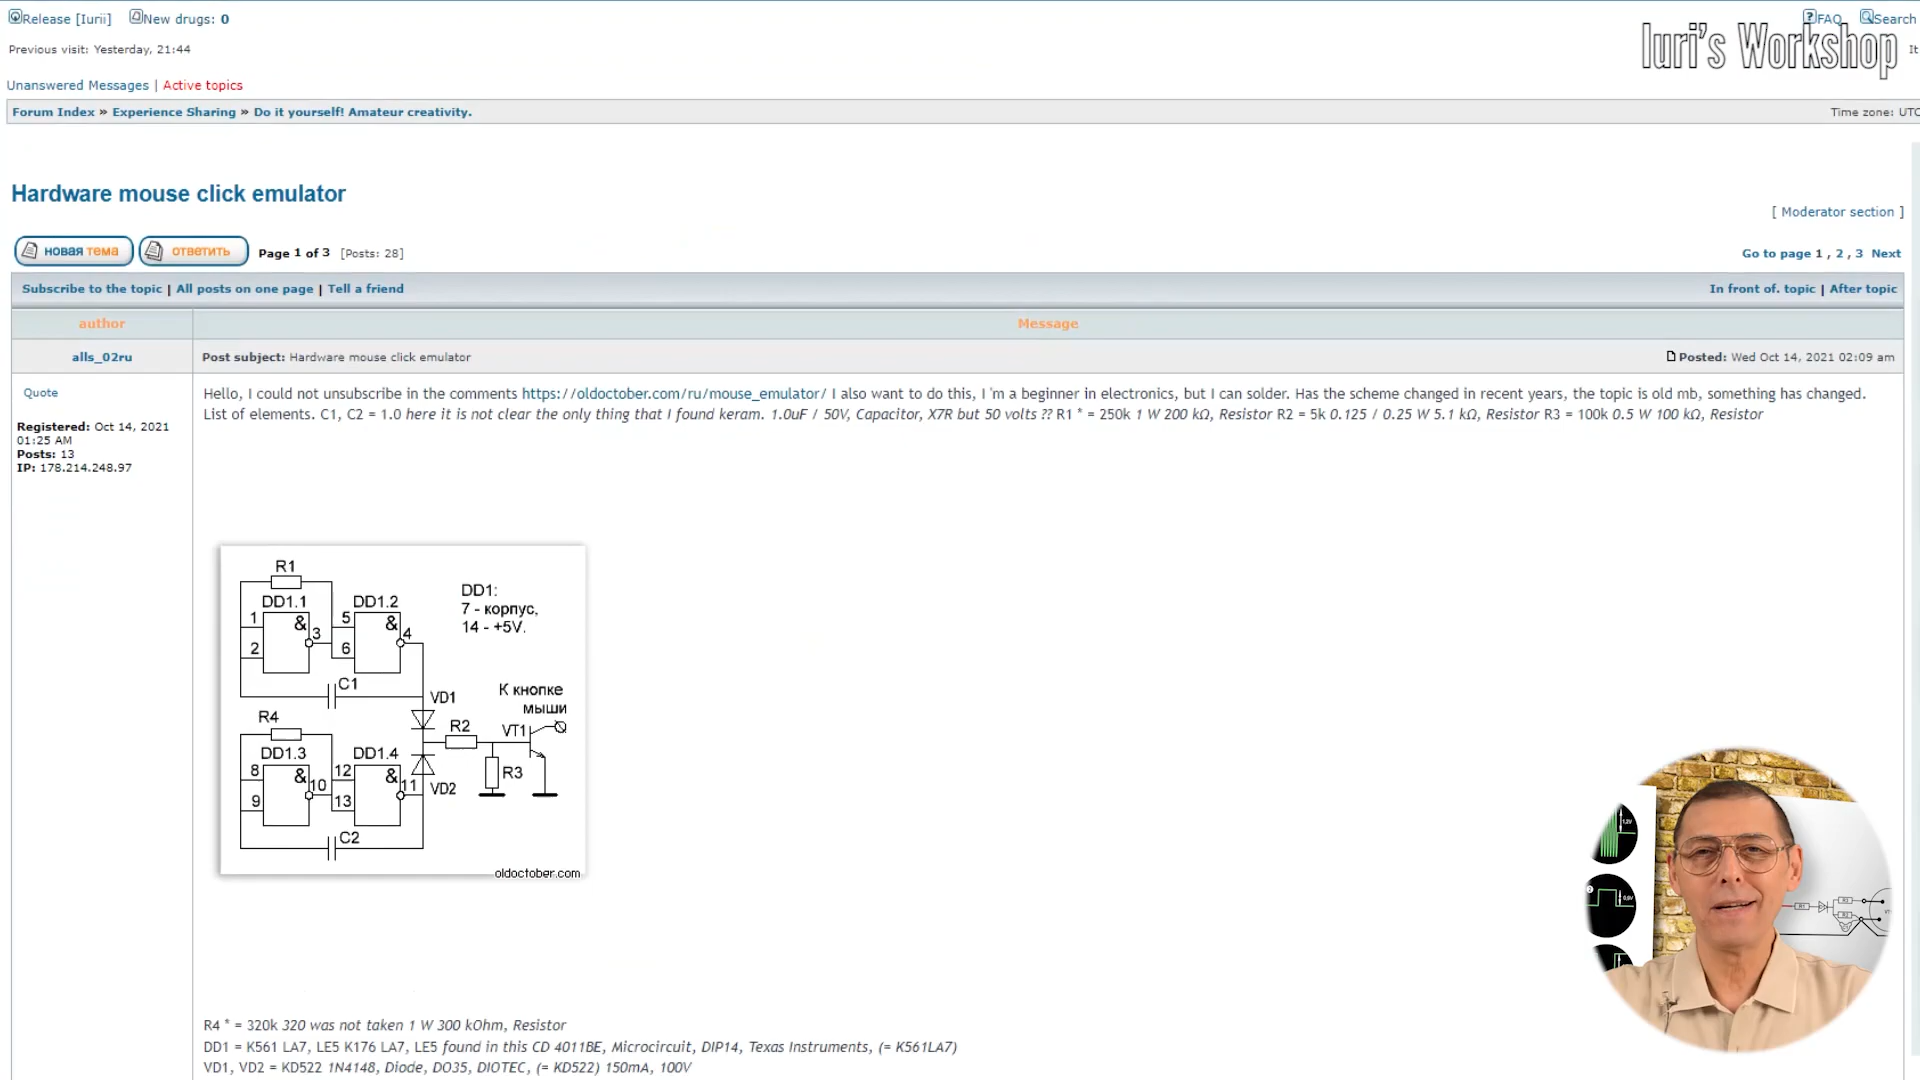 Release [Iurii] New drugs: 0
FAQ Search
Previous visit: Yesterday, 21:44
Iuri's Workshop
It
Unanswered Messages | Active topics
Forum Index » Experience Sharing » Do it yourself! Amateur creativity.
Time zone: UTC
Hardware mouse click emulator
[ Moderator section ]
новая тема ответить Page 1 of 3 [Posts: 28]
Go to page 1 , 2 , 3 Next
Subscribe to the topic | All posts on one page | Tell a friend
In front of. topic | After topic
author Message
alls_02ru Post subject: Hardware mouse click emulator
Posted: Wed Oct 14, 2021 02:09 am
Quote
Registered: Oct 14, 2021
01:25 AM
Posts: 13
IP: 178.214.248.97
Hello, I could not unsubscribe in the comments https://oldoctober.com/ru/mouse_emulator/ I also want to do this, I 'm a beginner in electronics, but I can solder. Has the scheme changed in recent years, the topic is old mb, something has changed.
List of elements. C1, C2 = 1.0 here it is not clear the only thing that I found keram. 1.0uF / 50V, Capacitor, X7R but 50 volts ?? R1 * = 250k 1 W 200 kΩ, Resistor R2 = 5k 0.125 / 0.25 W 5.1 kΩ, Resistor R3 = 100k 0.5 W 100 kΩ, Resistor
R1
DD1.1 DD1.2
1 & 3 5 & 4
2 6
C1
DD1:
7 - корпус,
14 - +5V.
VD1
К кнопке
мыши
R4
R2
VT1
DD1.3 DD1.4
8 & 10 12 & 11
9 13
R3
VD2
C2
oldoctober.com
R4 * = 320k 320 was not taken 1 W 300 kOhm, Resistor
DD1 = K561 LA7, LE5 K176 LA7, LE5 found in this CD 4011BE, Microcircuit, DIP14, Texas Instruments, (= K561LA7)
VD1, VD2 = KD522 1N4148, Diode, DO35, DIOTEC, (= KD522) 150mA, 100V